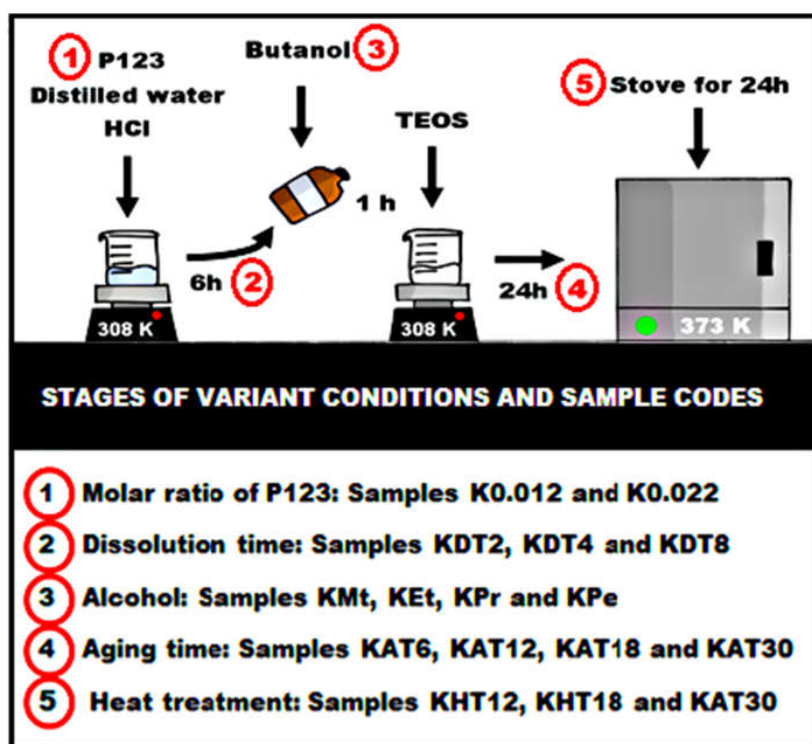 1 P123
Distilled water
HCl
Butanol 3
1 h
TEOS
5 Stove for 24h
6h 2
24h 4
308 K
308 K
373 K
STAGES OF VARIANT CONDITIONS AND SAMPLE CODES
1 Molar ratio of P123: Samples K0.012 and K0.022
2 Dissolution time: Samples KDT2, KDT4 and KDT8
3 Alcohol: Samples KMt, KEt, KPr and KPe
4 Aging time: Samples KAT6, KAT12, KAT18 and KAT30
5 Heat treatment: Samples KHT12, KHT18 and KAT30